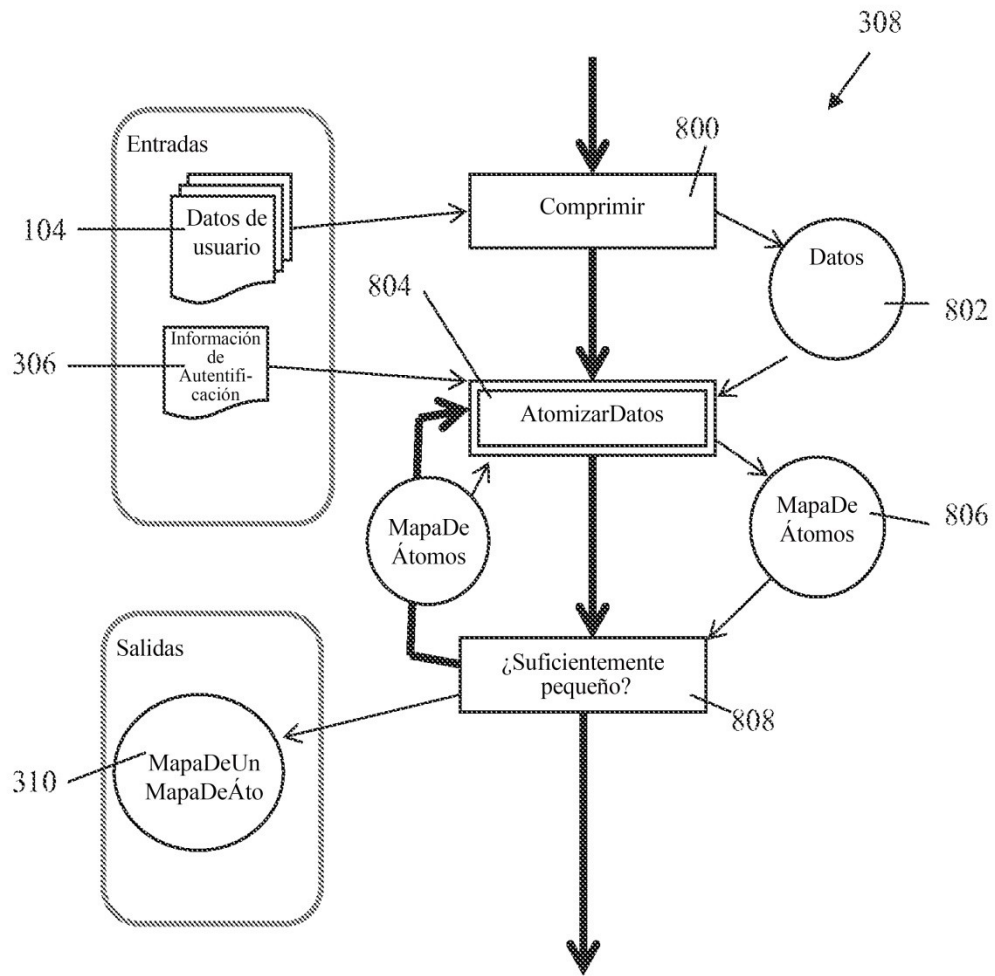 308
800
Entradas
Comprimir
104
Datos de
usuario
Datos
804
802
306
Información
de
Autentifi-
cación
AtomizarDatos
MapaDe
Átomos
MapaDe
Átomos
806
Salidas
¿Suficientemente
pequeño?
808
310
MapaDeUn
MapaDeÁto